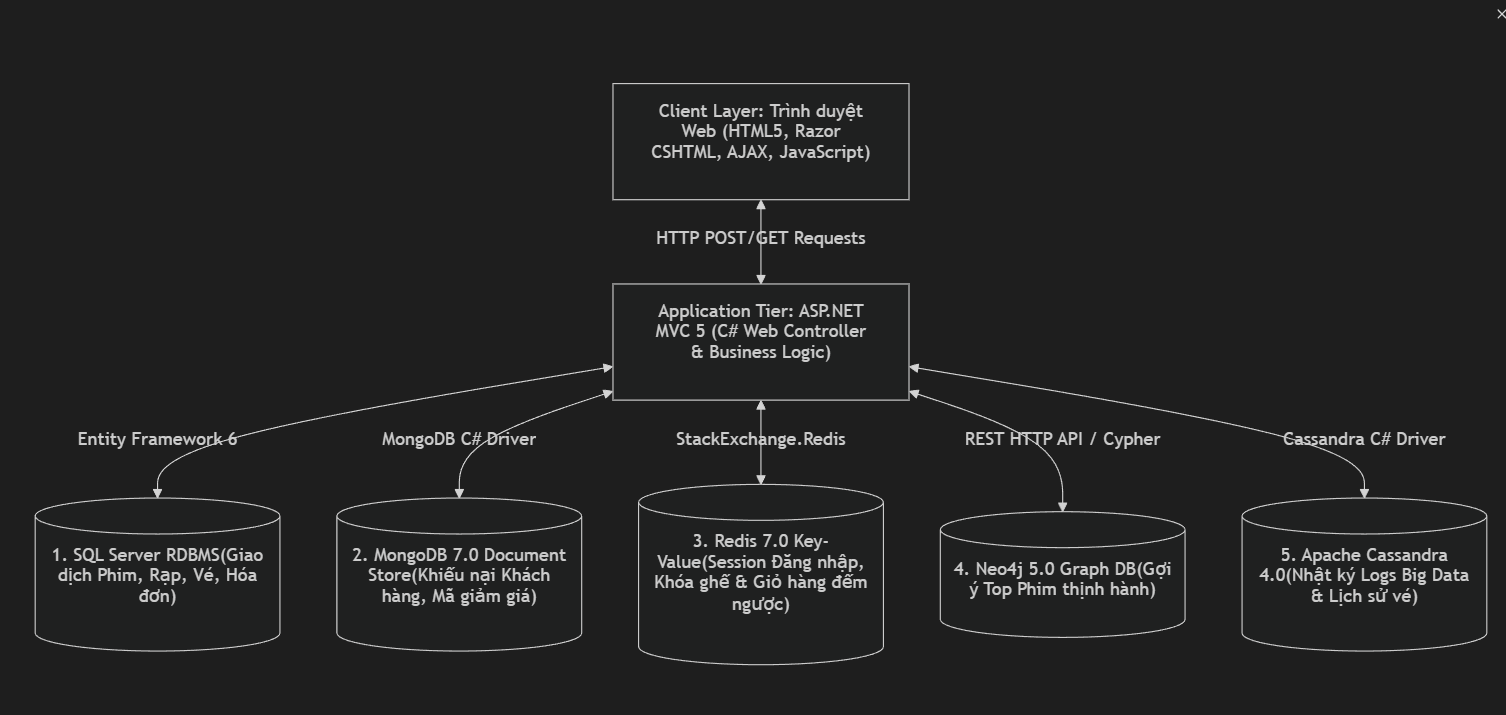 Client Layer: Trình duyệt
Web (HTML5, Razor
CSHTML, AJAX, JavaScript)
HTTP POST/GET Requests
Application Tier: ASP.NET
MVC 5 (C# Web Controller
& Business Logic)
Entity Framework 6
MongoDB C# Driver
StackExchange.Redis
REST HTTP API / Cypher
Cassandra C# Driver
1. SQL Server RDBMS(Giao
dịch Phim, Rạp, Vé, Hóa
đơn)
2. MongoDB 7.0 Document
Store(Khiếu nại Khách
hàng, Mã giảm giá)
3. Redis 7.0 Key-
Value(Session Đăng nhập,
Khóa ghế & Giỏ hàng đếm
ngược)
4. Neo4j 5.0 Graph DB(Gợi
ý Top Phim thịnh hành)
5. Apache Cassandra
4.0(Nhật ký Logs Big Data
& Lịch sử vé)